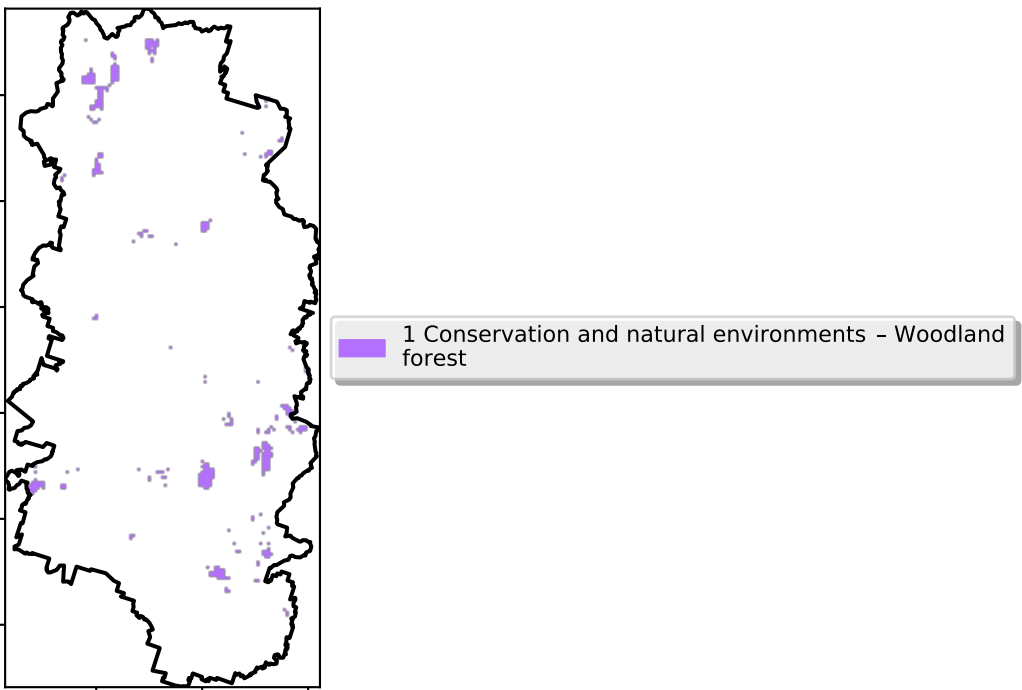 1 Conservation and natural environments – Woodland
forest